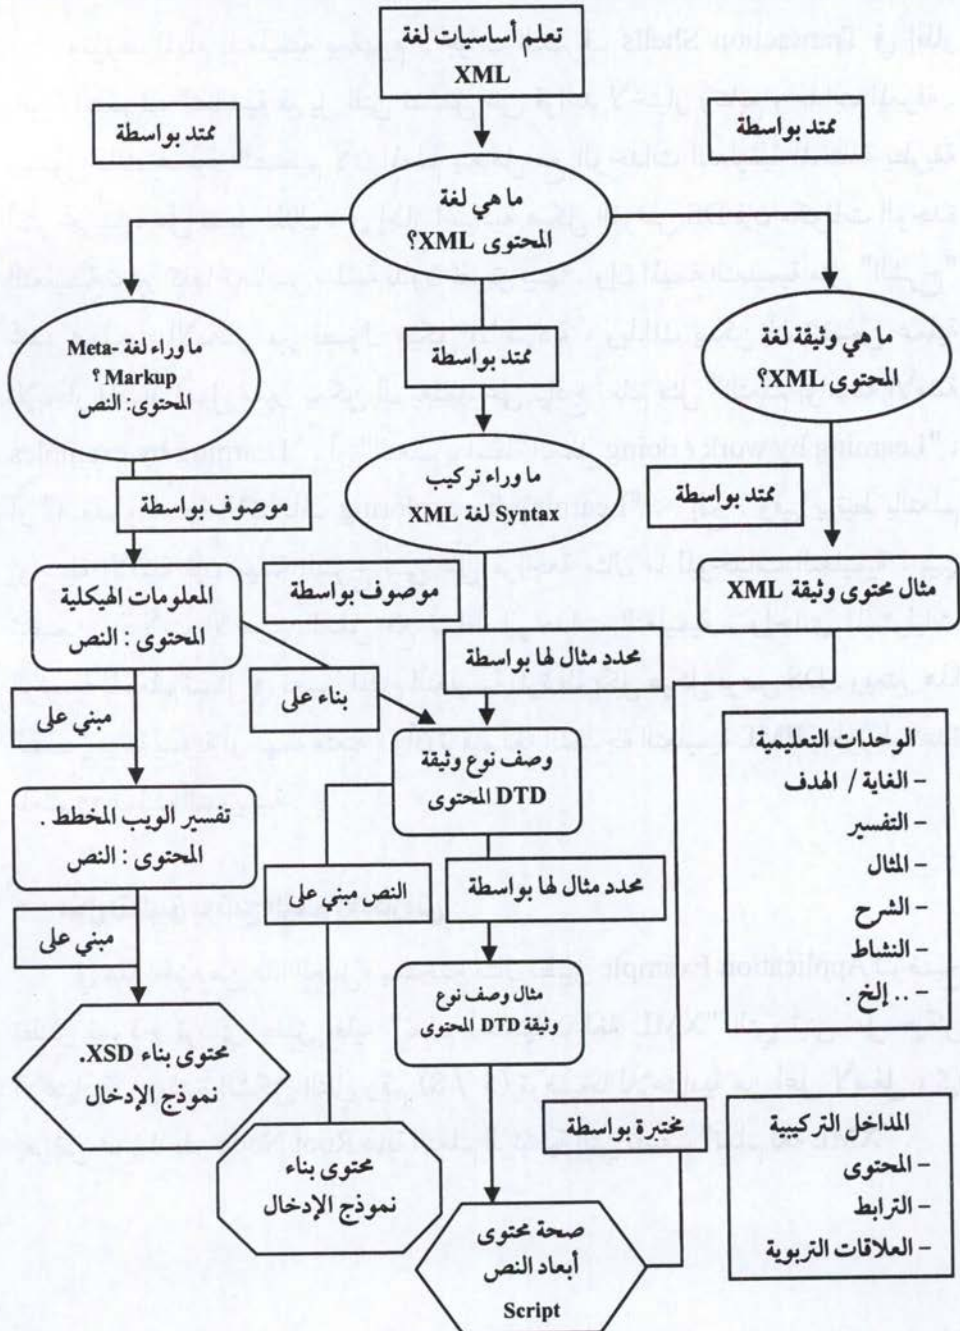 تعلم أساسيات لغة
XML
ممتد بواسطة
ممتد بواسطة
ما هي لغة
المحتوى XML؟
ما وراء لغة Meta-
Markup ؟
المحتوى: النص
ممتد بواسطة
ما هي وثيقة لغة
المحتوى XML؟
موصوف بواسطة
ما وراء تركيب
Syntax لغة XML
ممتد بواسطة
المعلومات الهيكلية
المحتوى : النص
موصوف بواسطة
مثال محتوى وثيقة XML
مبني على
بناء على
محدد مثال لها بواسطة
وصف نوع وثيقة
DTD المحتوى
تفسير الويب المخطط .
المحتوى : النص
مبني على
النص مبني على
محدد مثال لها بواسطة
مثال وصف نوع
وثيقة DTD المحتوى
محتوى بناء XSD.
نموذج الإدخال
محتوى بناء
نموذج الإدخال
مختبرة بواسطة
صحة محتوى
أبعاد النص
Script
الوحدات التعليمية
– الغاية / الهدف
– التفسير
– المثال
– الشرح
– النشاط
– .. إلخ .
المداخل التركيبية
– المحتوى
– الترابط
– العلاقات التربوية